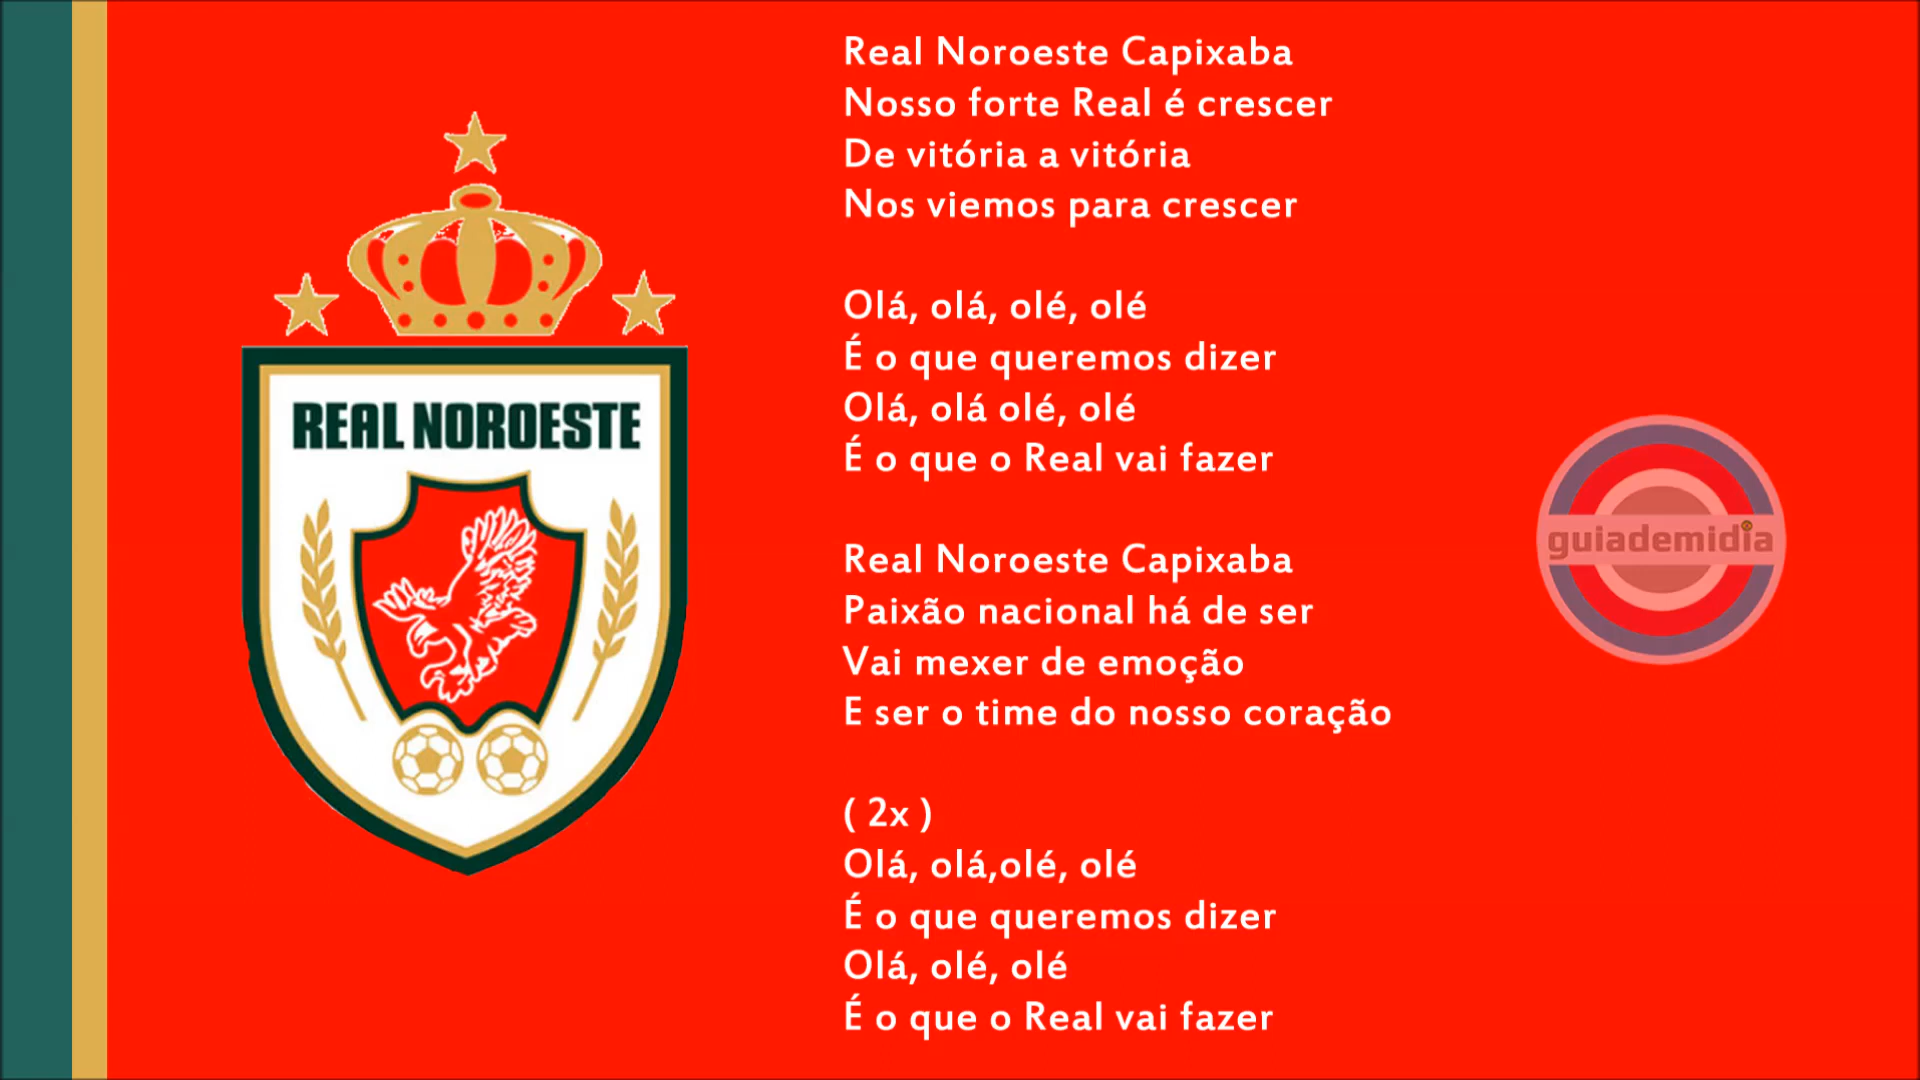 REAL NOROESTE
Real Noroeste Capixaba
Nosso forte Real é crescer
De vitória a vitória
Nos viemos para crescer
Olá, olá, olé, olé
É o que queremos dizer
Olá, olá olé, olé
É o que o Real vai fazer
Real Noroeste Capixaba
Paixão nacional há de ser
Vai mexer de emoção
E ser o time do nosso coração
( 2x )
Olá, olá,olé, olé
É o que queremos dizer
Olá, olé, olé
É o que o Real vai fazer
guiademidia